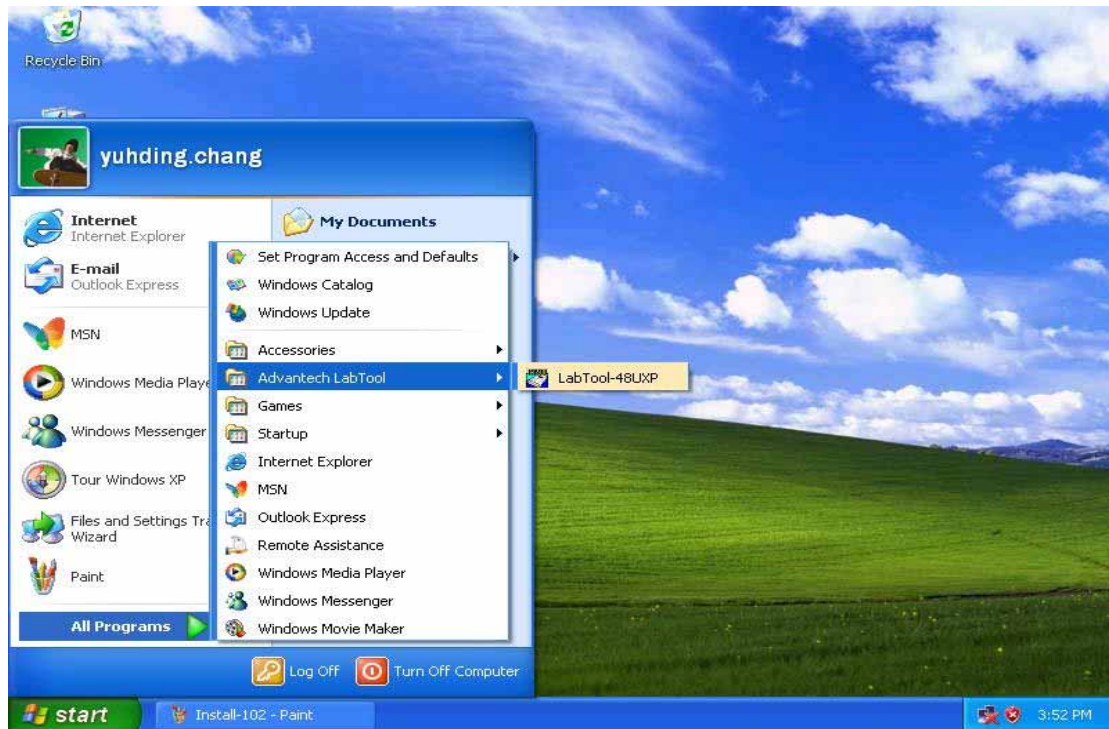 Recycle Bin
yuhding.chang
Internet
Internet Explorer
E-mail
Outlook Express
MSN
Windows Media Playe
Windows Messenger
Tour Windows XP
Files and Settings Tra
Wizard
Paint
All Programs
My Documents
Set Program Access and Defaults
Windows Catalog
Windows Update
Accessories
Advantech LabTool
Games
Startup
Internet Explorer
MSN
Outlook Express
Remote Assistance
Windows Media Player
Windows Messenger
Windows Movie Maker
LabTool-48UXP
Log Off
Turn Off Computer
start
Install-102 - Paint
3:52 PM